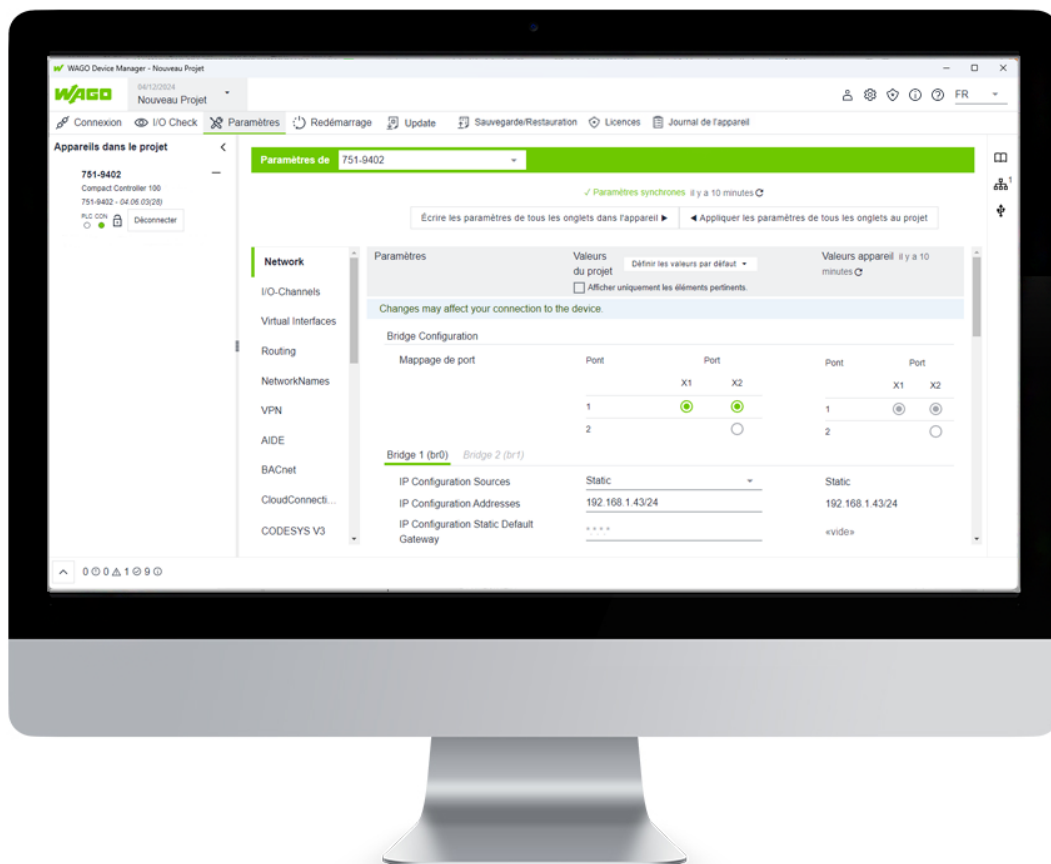 WAGO Device Manager - Nouveau Projet
WAGO
04/12/2024
Nouveau Projet
FR
Connexion I/O Check Paramètres Redémarrage Update Sauvegarde/Restauration Licences Journal de l'appareil
Appareils dans le projet
751-9402
Compact Controller 100
751-9402 - 04.06.03(28)
PLC CON
Déconnecter
Paramètres de 751-9402
✓ Paramètres synchrones il y a 10 minutes
Écrire les paramètres de tous les onglets dans l'appareil ▶ ◀ Appliquer les paramètres de tous les onglets au projet
Network
I/O-Channels
Virtual Interfaces
Routing
NetworkNames
VPN
AIDE
BACnet
CloudConnecti...
CODESYS V3
Paramètres
Valeurs du projet
Définir les valeurs par défaut
Afficher uniquement les éléments pertinents.
Valeurs appareil il y a 10
minutes
Changes may affect your connection to the device.
Bridge Configuration
Mappage de port Pont Port Pont Port
X1 X2 X1 X2
1 1
2 2
Bridge 1 (br0) Bridge 2 (br1)
IP Configuration Sources Static Static
IP Configuration Addresses 192.168.1.43/24 192.168.1.43/24
IP Configuration Static Default
Gateway
«vide»
0 0 1 9
1